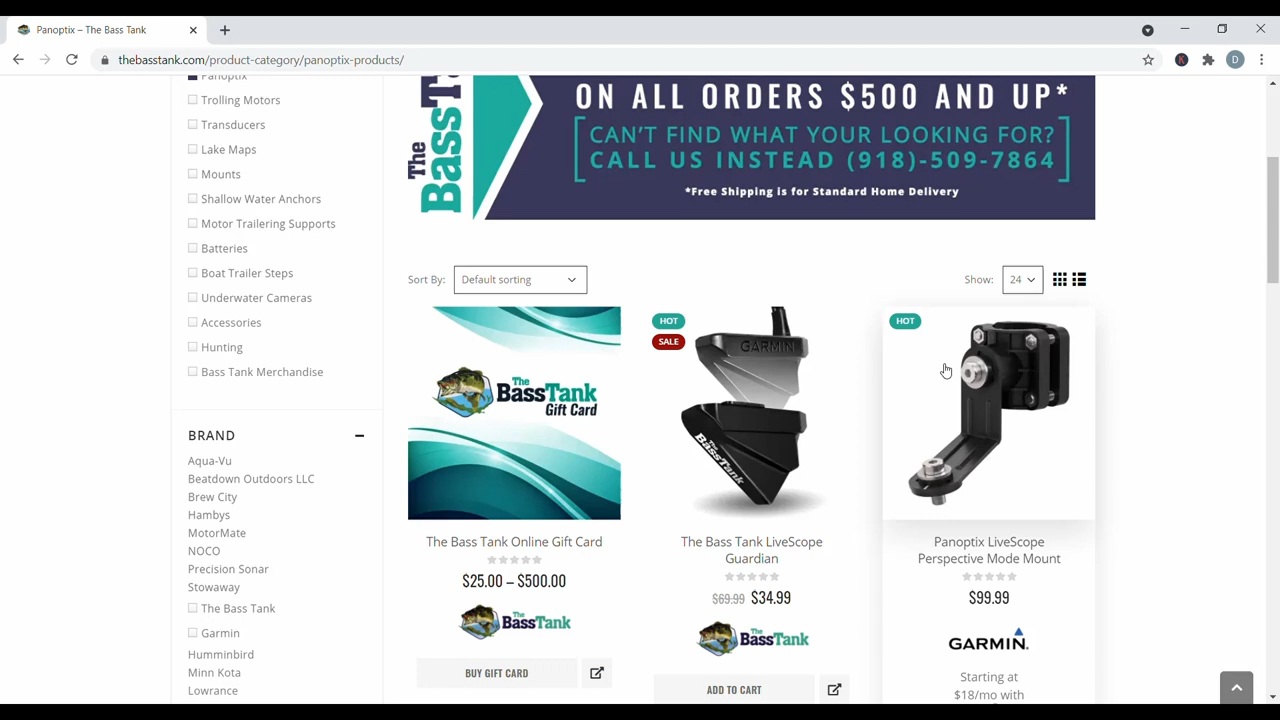 Panoptix – The Bass Tank
thebasstank.com/product-category/panoptix-products/
K
D
Panoptix
Trolling Motors
Transducers
Lake Maps
Mounts
Shallow Water Anchors
Motor Trailering Supports
Batteries
Boat Trailer Steps
Underwater Cameras
Accessories
Hunting
Bass Tank Merchandise
BRAND
Aqua-Vu
Beatdown Outdoors LLC
Brew City
Hambys
MotorMate
NOCO
Precision Sonar
Stowaway
The Bass Tank
Garmin
Humminbird
Minn Kota
Lowrance
The
BassT
ON ALL ORDERS $500 AND UP*
CAN'T FIND WHAT YOUR LOOKING FOR?
CALL US INSTEAD (918)-509-7864
*Free Shipping is for Standard Home Delivery
Sort By: Default sorting
Show: 24
The
BassTank
Gift Card
The Bass Tank Online Gift Card
$25.00 – $500.00
The
BassTank
BUY GIFT CARD
HOT
SALE
GARMIN
The
BassTank
The Bass Tank LiveScope
Guardian
$69.99 $34.99
The
BassTank
ADD TO CART
HOT
Panoptix LiveScope
Perspective Mode Mount
$99.99
GARMIN.
Starting at
$18/mo with